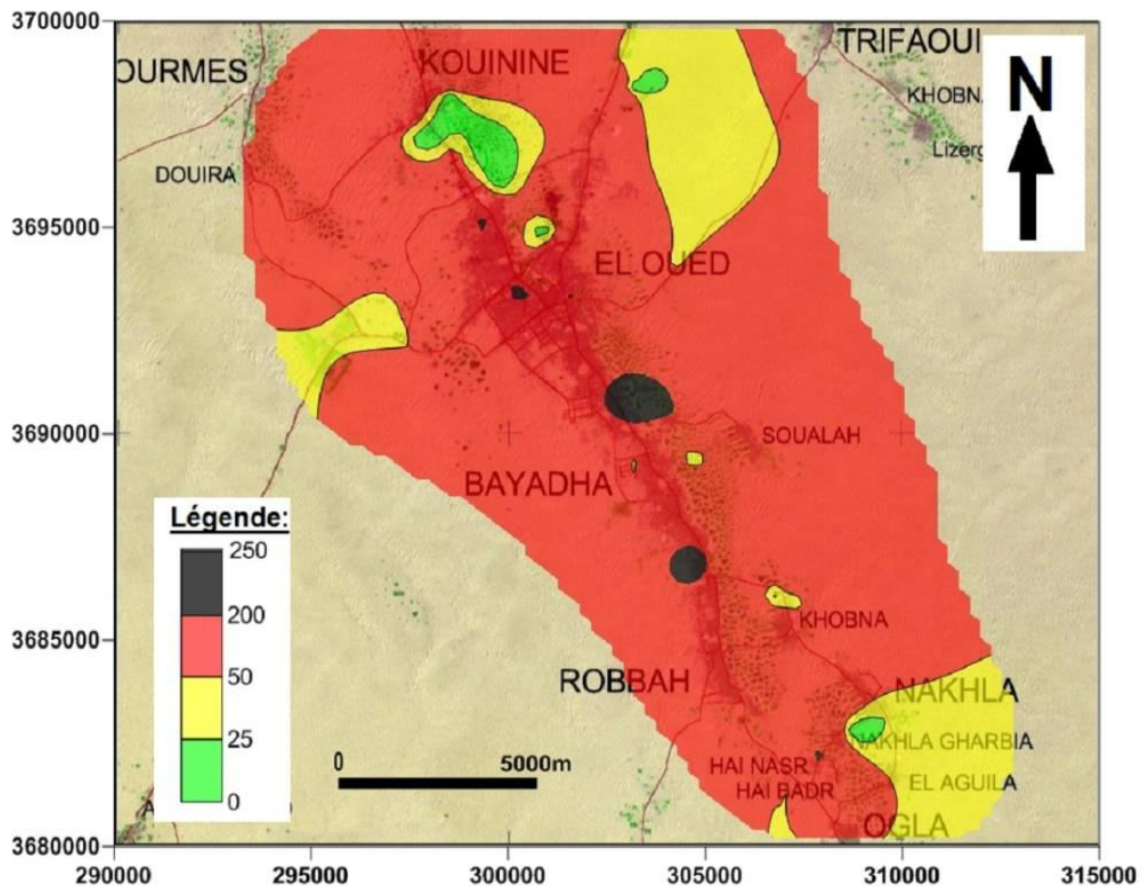 3700000
3695000
3690000
3685000
3680000
290000
295000
300000
305000
310000
315000
OURMES
KOUININE
TRIFAOUI
KHOBN
Lizerg
DOUIRA
N
EL OUED
SOUALAH
BAYADHA
Légende:
250
200
50
25
0
KHOBNA
ROBBAH
NAKHLA
NAKHLA GHARBIA
HAI NASR
EL AGUILA
HAI BADR
OGLA
0 5000m